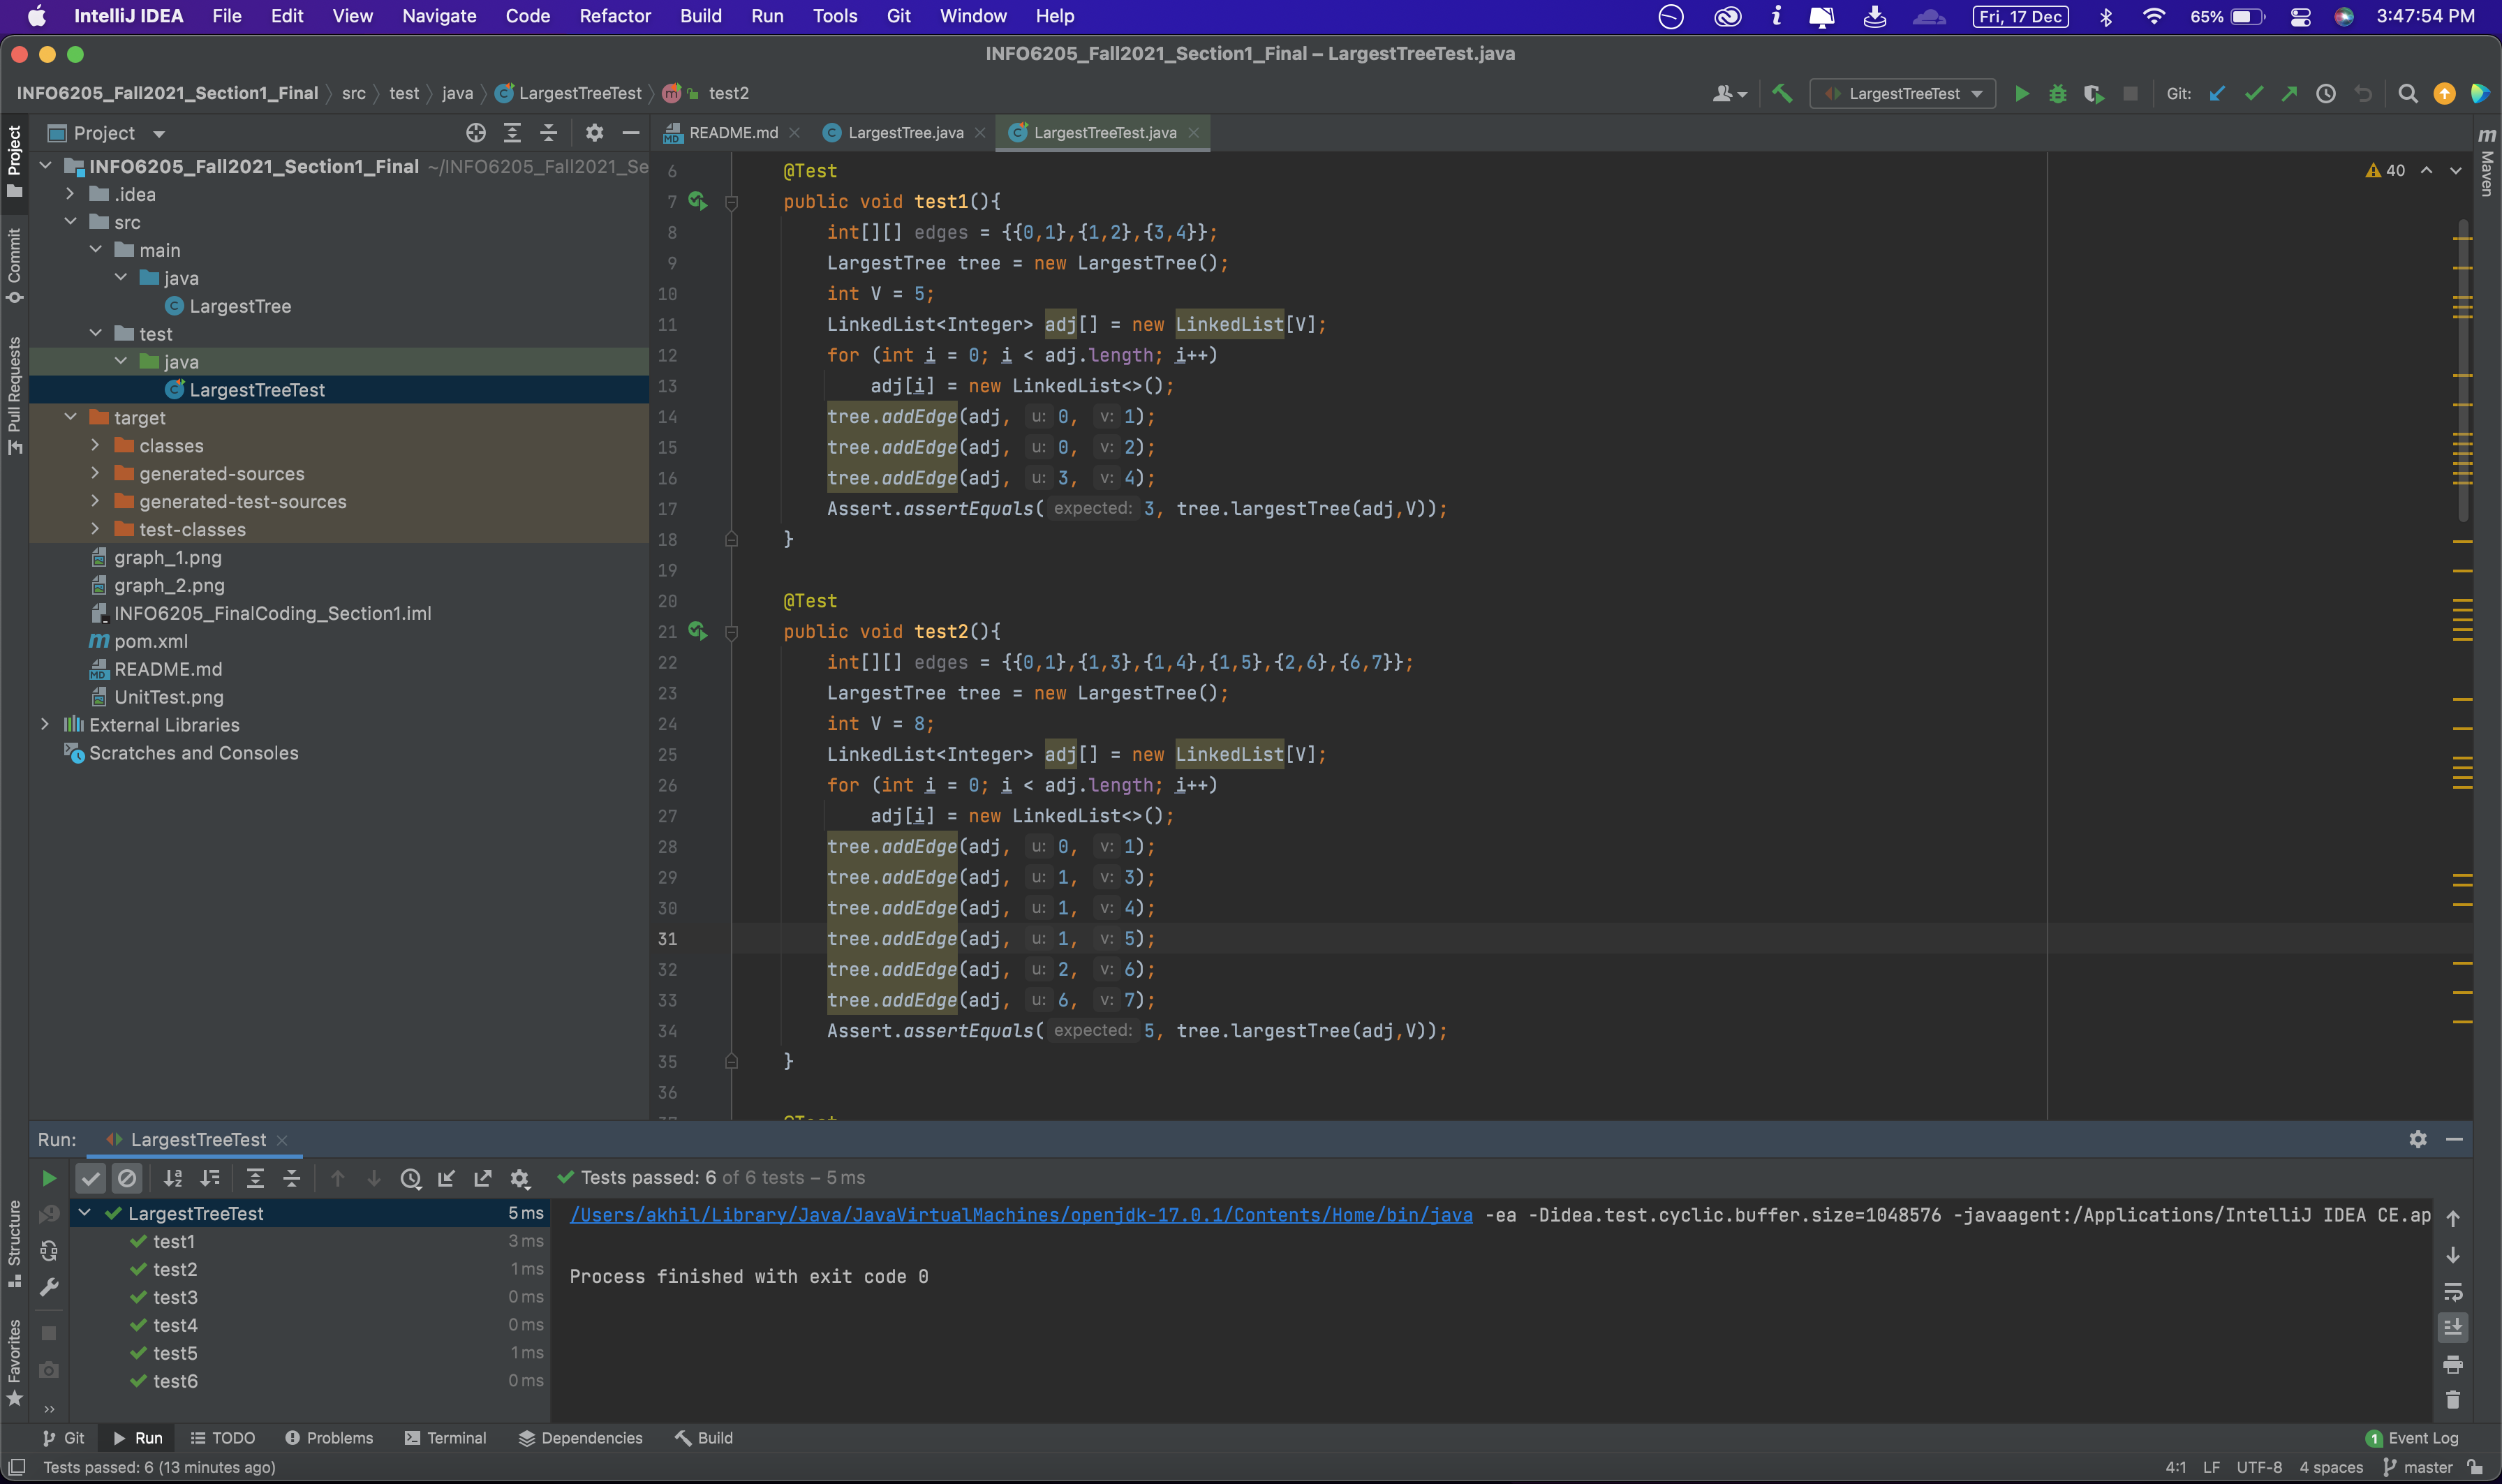 IntelliJ IDEA File Edit View Navigate Code Refactor Build Run Tools Git Window Help Fri, 17 Dec 65% 3:47:54 PM
INFO6205_Fall2021_Section1_Final – LargestTreeTest.java
INFO6205_Fall2021_Section1_Final src test java LargestTreeTest test2 LargestTreeTest Git:
Project
README.md LargestTree.java LargestTreeTest.java
Project
Commit
Pull Requests
Structure
Favorites
Maven
INFO6205_Fall2021_Section1_Final ~/INFO6205_Fall2021_Se
.idea
src
main
java
LargestTree
test
java
LargestTreeTest
target
classes
generated-sources
generated-test-sources
test-classes
graph_1.png
graph_2.png
INFO6205_FinalCoding_Section1.iml
pom.xml
README.md
UnitTest.png
External Libraries
Scratches and Consoles
40
6 @Test
7 public void test1(){
8 int[][] edges = {{0,1},{1,2},{3,4}};
9 LargestTree tree = new LargestTree();
10 int V = 5;
11 LinkedList<Integer> adj[] = new LinkedList[V];
12 for (int i = 0; i < adj.length; i++)
13 adj[i] = new LinkedList<>();
14 tree.addEdge(adj, u: 0, v: 1);
15 tree.addEdge(adj, u: 0, v: 2);
16 tree.addEdge(adj, u: 3, v: 4);
17 Assert.assertEquals( expected: 3, tree.largestTree(adj,V));
18 }
19
20 @Test
21 public void test2(){
22 int[][] edges = {{0,1},{1,3},{1,4},{1,5},{2,6},{6,7}};
23 LargestTree tree = new LargestTree();
24 int V = 8;
25 LinkedList<Integer> adj[] = new LinkedList[V];
26 for (int i = 0; i < adj.length; i++)
27 adj[i] = new LinkedList<>();
28 tree.addEdge(adj, u: 0, v: 1);
29 tree.addEdge(adj, u: 1, v: 3);
30 tree.addEdge(adj, u: 1, v: 4);
31 tree.addEdge(adj, u: 1, v: 5);
32 tree.addEdge(adj, u: 2, v: 6);
33 tree.addEdge(adj, u: 6, v: 7);
34 Assert.assertEquals( expected: 5, tree.largestTree(adj,V));
35 }
36
37 @Test
Run: LargestTreeTest
Tests passed: 6 of 6 tests – 5 ms
LargestTreeTest 5 ms
test1 3 ms
test2 1 ms
test3 0 ms
test4 0 ms
test5 1 ms
test6 0 ms
/Users/akhil/Library/Java/JavaVirtualMachines/openjdk-17.0.1/Contents/Home/bin/java -ea -Didea.test.cyclic.buffer.size=1048576 -javaagent:/Applications/IntelliJ IDEA CE.ap
Process finished with exit code 0
Git Run TODO Problems Terminal Dependencies Build 1 Event Log
Tests passed: 6 (13 minutes ago) 4:1 LF UTF-8 4 spaces master